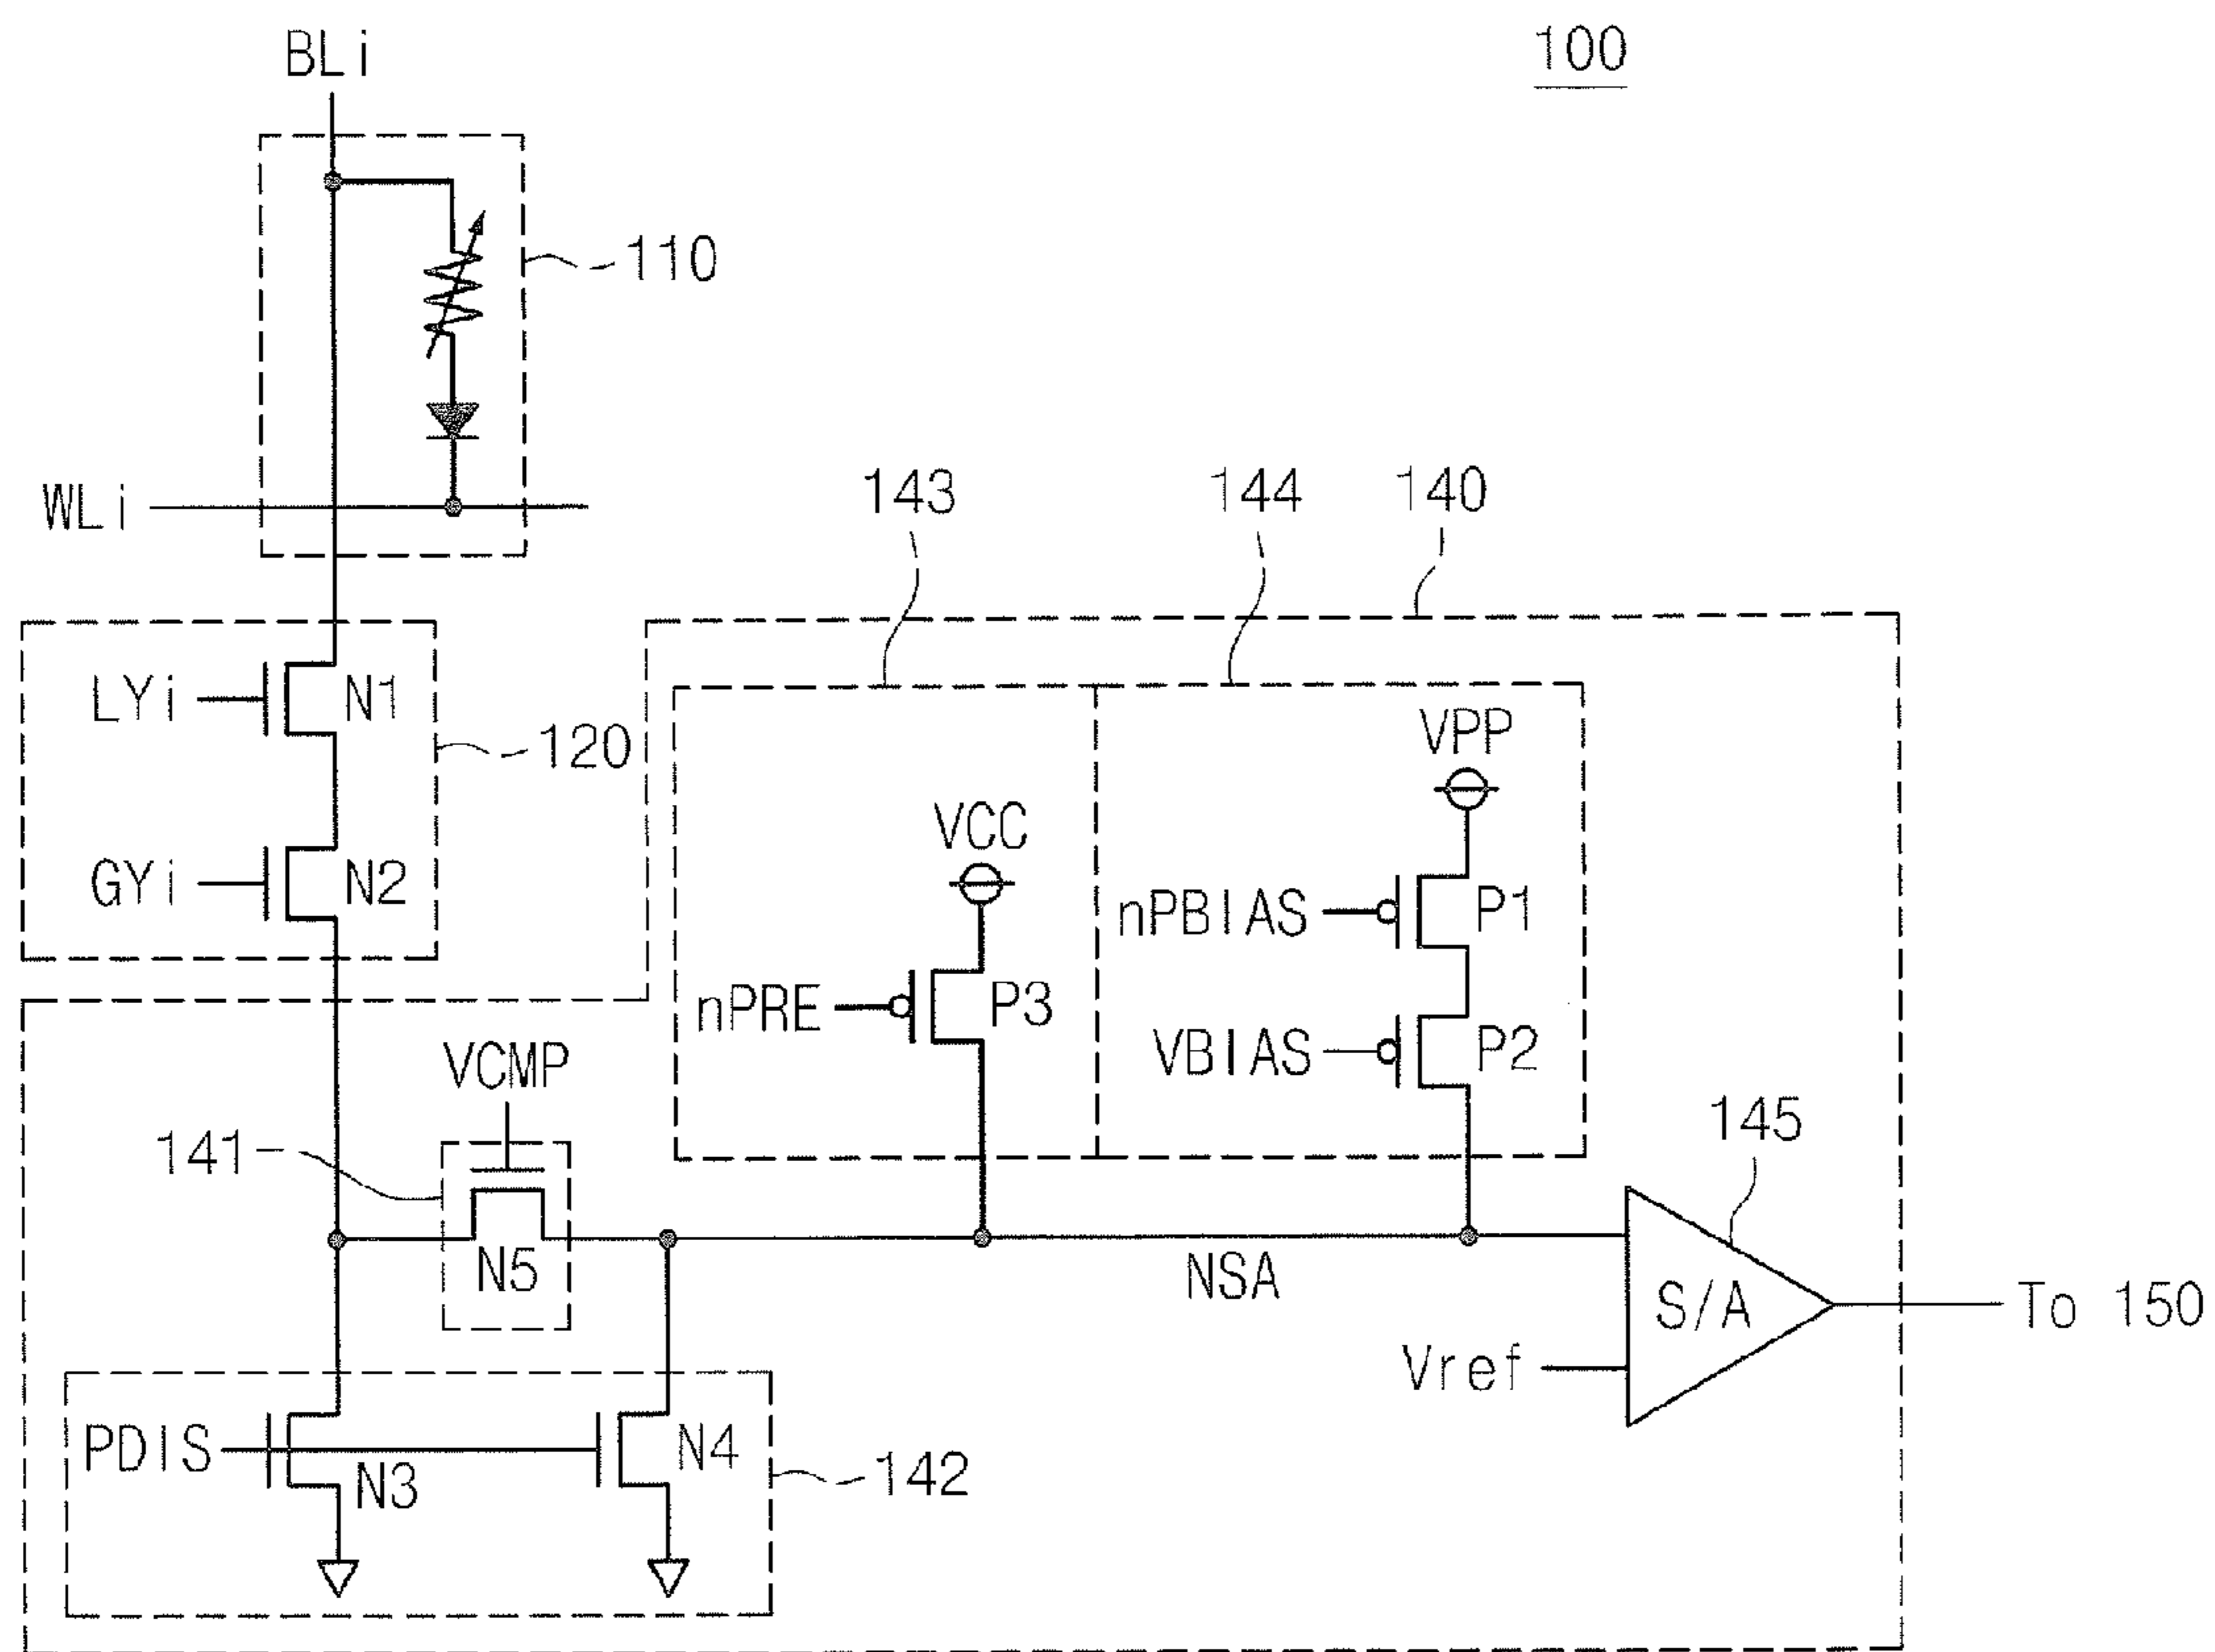 100
BLi
110
WLi
143
144
140
LYi
N1
120
VPP
VCC
GYi
N2
nPBIAS
P1
nPRE
P3
VBIAS
P2
VCMP
145
141
N5
NSA
S/A
To 150
Vref
PDIS
N3
N4
142